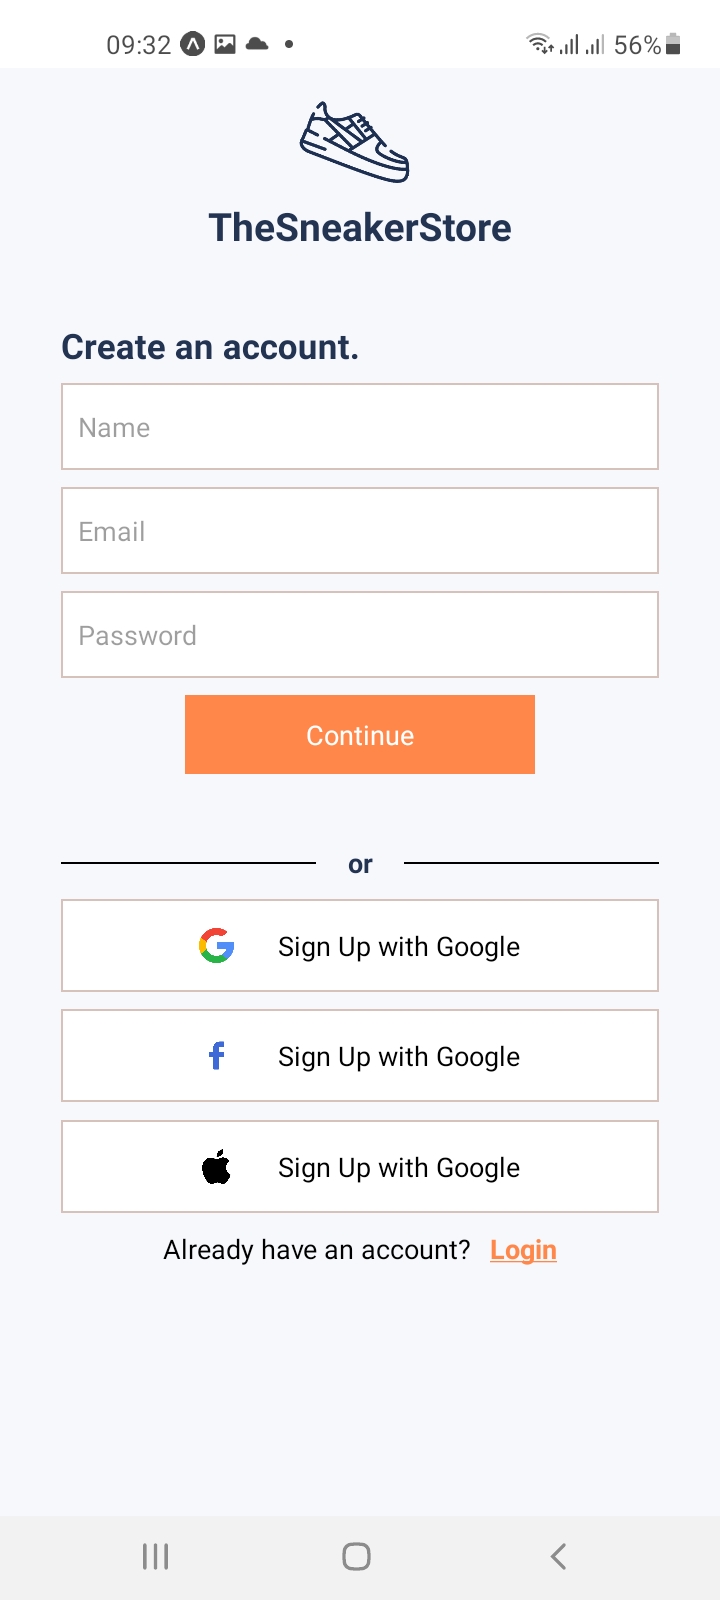 09:32 56%
TheSneakerStore
Create an account.
Name
Email
Password
Continue
or
Sign Up with Google
Sign Up with Google
Sign Up with Google
Already have an account? Login